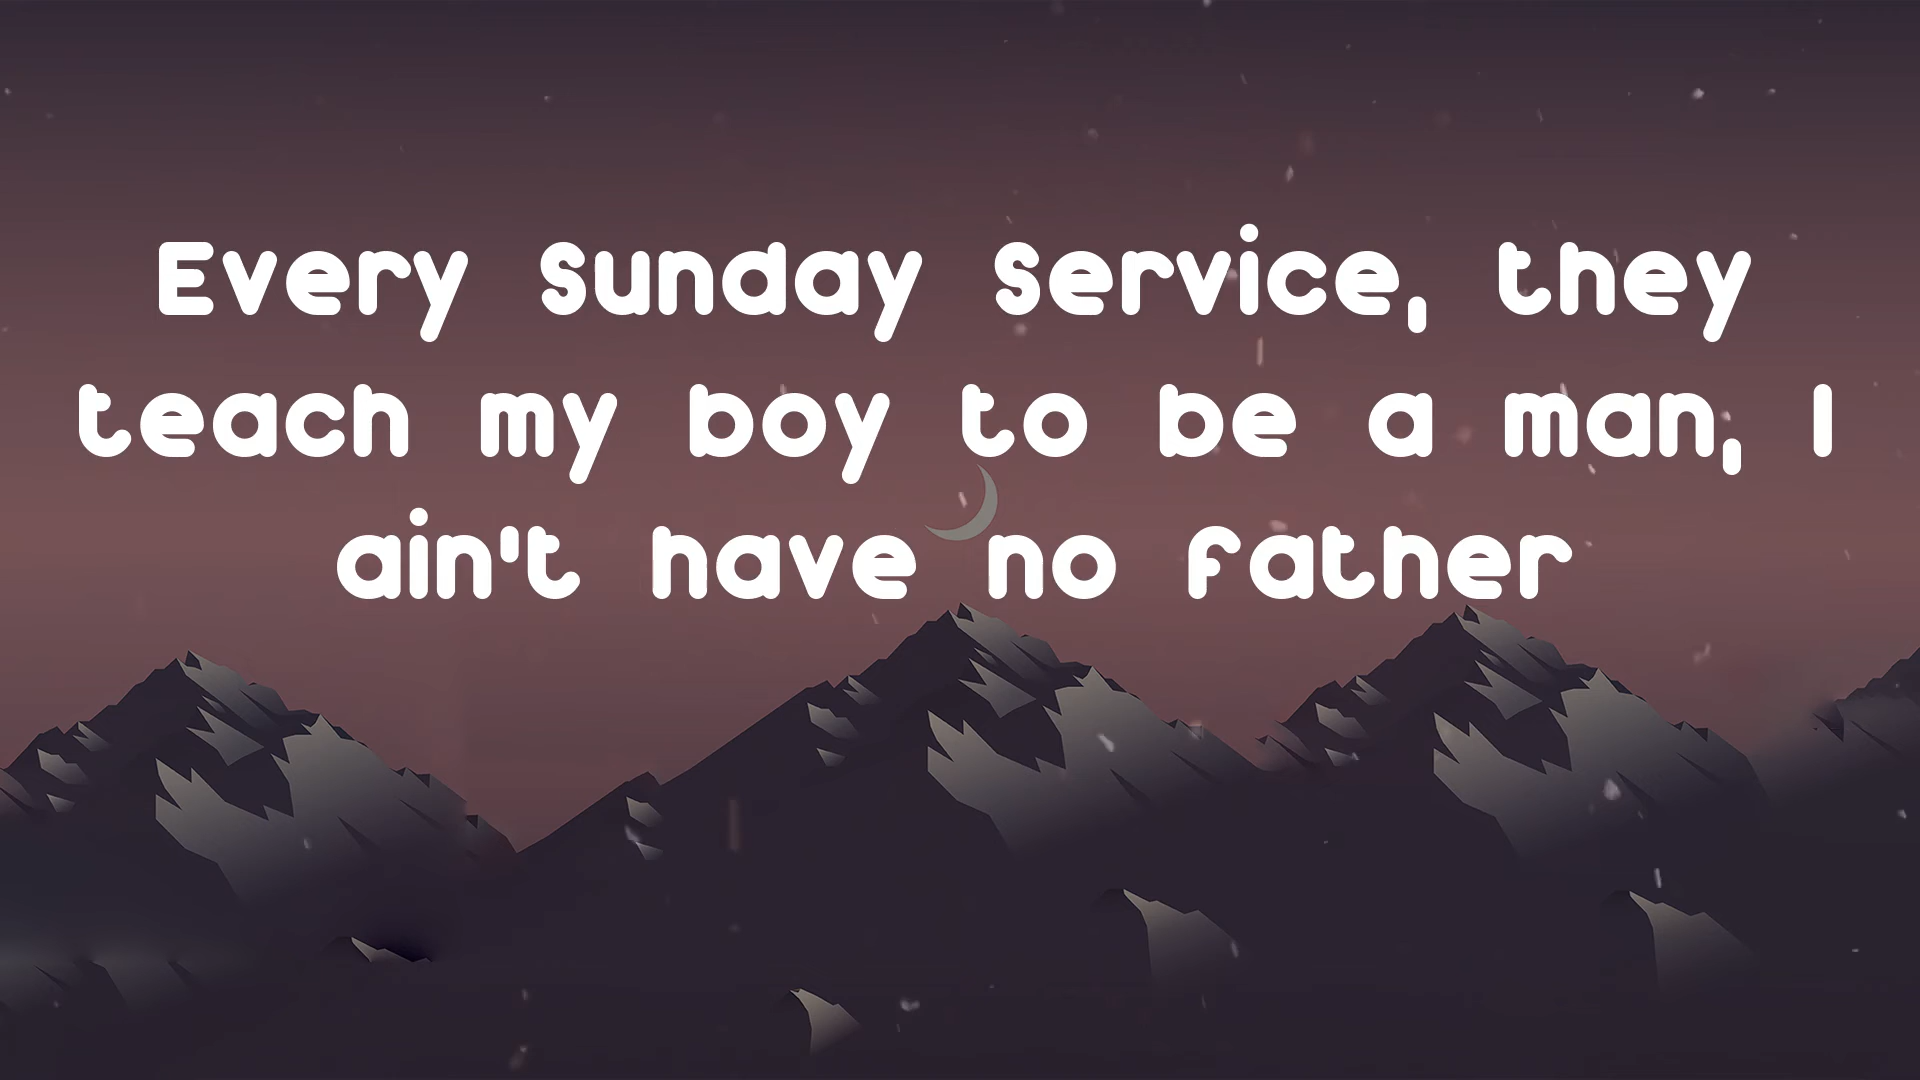 Every Sunday Service, they
teach my boy to be a man, I
ain't have no father